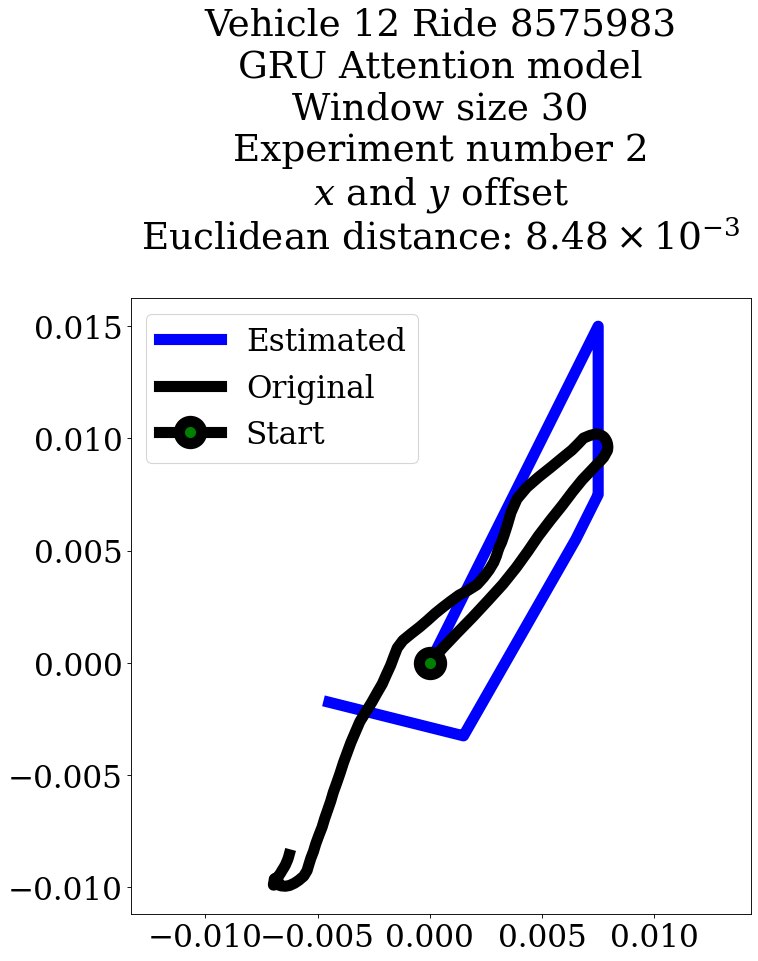 Vehicle 12 Ride 8575983
GRU Attention model
Window size 30
Experiment number 2
x and y offset
Euclidean distance: 8.48 × 10⁻³
Estimated
Original
Start
0.015
0.010
0.005
0.000
−0.005
−0.010
−0.010 −0.005 0.000 0.005 0.010